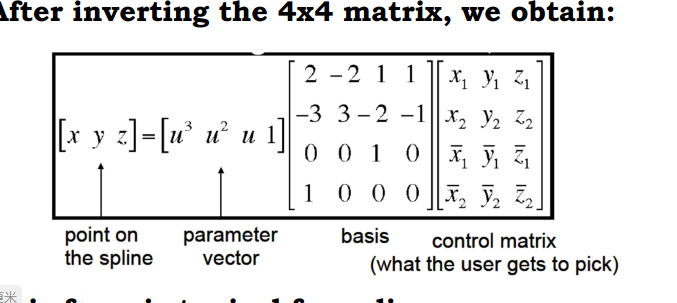 After inverting the 4x4 matrix, we obtain:
[x y z]=[u³ u² u 1][2 −2 1 1][x₁ y₁ z₁]
[−3 3 −2 −1][x₂ y₂ z₂]
[0 0 1 0][x̄₁ ȳ₁ z̄₁]
[1 0 0 0][x̄₂ ȳ₂ z̄₂]
point on parameter basis control matrix
the spline vector (what the user gets to pick)
米